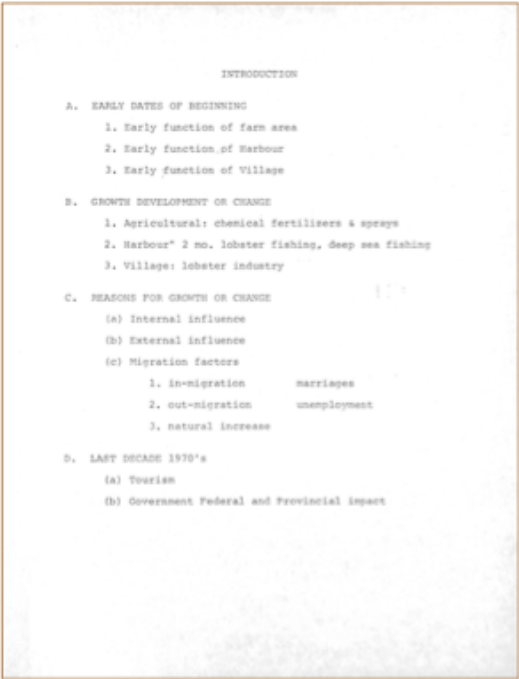 INTRODUCTION
A. EARLY DATES OF BEGINNING
1. Early function of farm area
2. Early function of Harbour
3. Early function of Village
B. GROWTH DEVELOPMENT OR CHANGE
1. Agricultural: chemical fertilizers & sprays
2. Harbour" 2 mo. lobster fishing, deep sea fishing
3. Village: lobster industry
C. REASONS FOR GROWTH OR CHANGE
(a) Internal influence
(b) External influence
(c) Migration factors
1. in-migration marriages
2. out-migration unemployment
3. natural increase
D. LAST DECADE 1970's
(a) Tourism
(b) Government Federal and Provincial impact